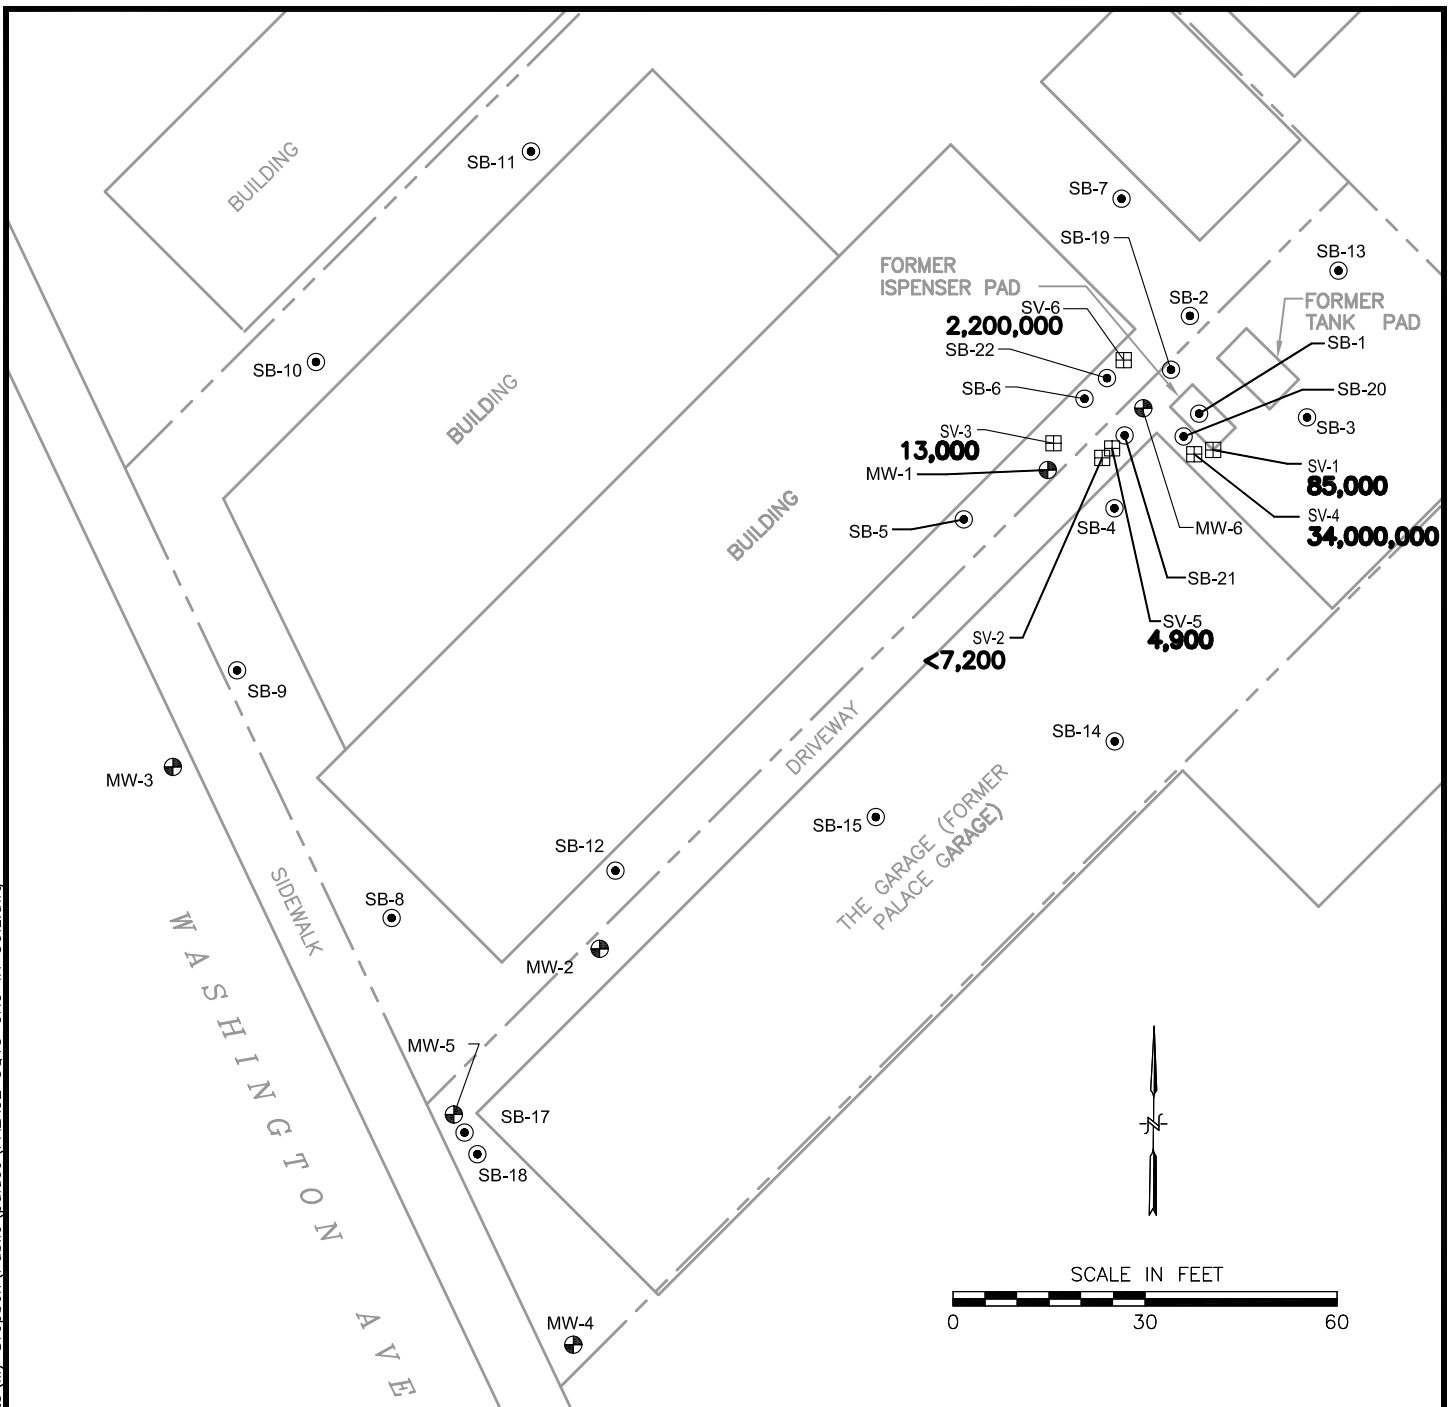 BUILDING
SB-11
SB-7
SB-19
SB-13
FORMER
ISPENSER PAD
SB-2
FORMER
TANK PAD
SV-6
2,200,000
SB-1
SB-22
SB-10
SB-20
SB-6
BUILDING
SB-3
SV-3
13,000
MW-1
SV-1
85,000
BUILDING
SB-5
SB-4
MW-6
SV-4
34,000,000
SB-21
SV-5
4,900
SV-2
<7,200
SB-9
DRIVEWAY
SB-14
MW-3
THE GARAGE (FORMER
PALACE GARAGE)
SB-15
SB-12
SIDEWALK
SB-8
WASHINGTON AVE
MW-2
MW-5
SB-17
SB-18
N
SCALE IN FEET
0 30 60
MW-4